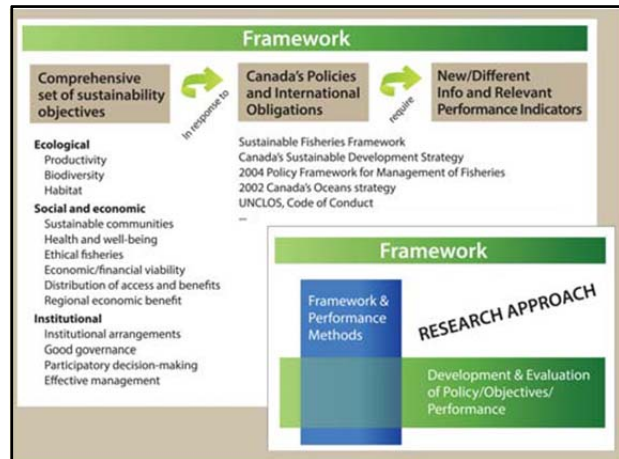 Framework
Comprehensive
set of sustainability
objectives
In response to
Canada's Policies
and International
Obligations
require
New/Different
Info and Relevant
Performance Indicators
Ecological
Productivity
Biodiversity
Habitat
Social and economic
Sustainable communities
Health and well-being
Ethical fisheries
Economic/financial viability
Distribution of access and benefits
Regional economic benefit
Institutional
Institutional arrangements
Good governance
Participatory decision-making
Effective management
Sustainable Fisheries Framework
Canada's Sustainable Development Strategy
2004 Policy Framework for Management of Fisheries
2002 Canada's Oceans strategy
UNCLOS, Code of Conduct
...
Framework
Framework &
Performance
Methods
RESEARCH APPROACH
Development & Evaluation
of Policy/Objectives/
Performance